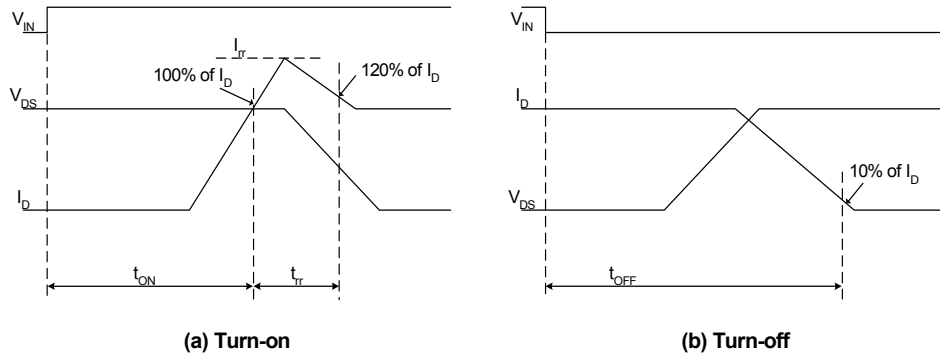 V_IN
I_rr
100% of I_D
120% of I_D
V_DS
I_D
t_ON
t_rr
(a) Turn-on
V_IN
I_D
10% of I_D
V_DS
t_OFF
(b) Turn-off